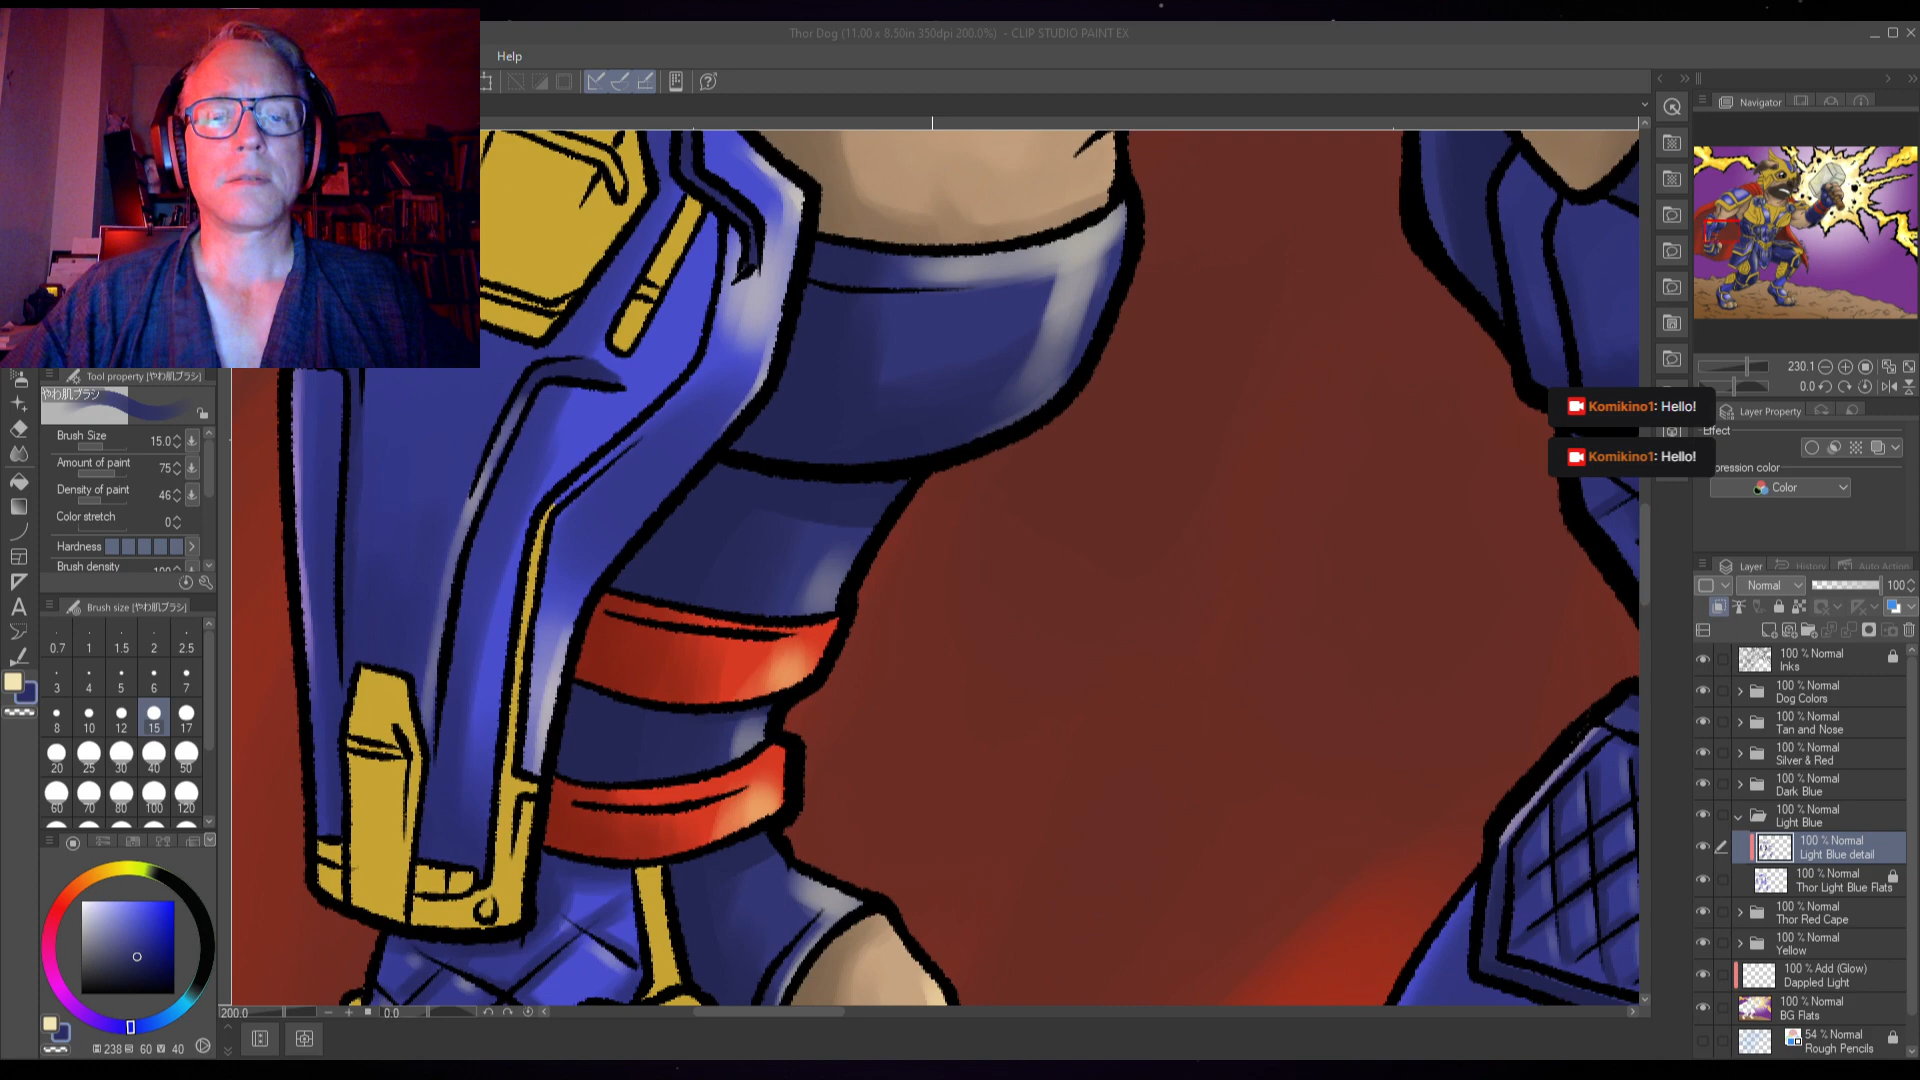 Thor Dog (11.00 x 8.50in 350dpi 200.0%) - CLIP STUDIO PAINT EX
Help
Navigator
230.1
0.0
Komikino1: Hello!
Komikino1: Hello!
Layer Property
Effect
Color
Tool property [やわ肌ブラシ]
やわ肌ブラシ
Brush Size 15.0
Amount of paint 75
Density of paint 46
Color stretch 0
Hardness
Brush density 100
Brush size [やわ肌ブラシ]
0.7 1 1.5 2 2.5
3 4 5 6 7
8 10 12 15 17
20 25 30 40 50
60 70 80 100 120
238 60 40
200.0
0.0
Layer History Auto Action
Normal 100
100 % Normal
Inks
100 % Normal
Dog Colors
100 % Normal
Tan and Nose
100 % Normal
Silver & Red
100 % Normal
Dark Blue
100 % Normal
Light Blue
100 % Normal
Light Blue detail
100 % Normal
Thor Light Blue Flats
100 % Normal
Thor Red Cape
100 % Normal
Yellow
100 % Add (Glow)
Dappled Light
100 % Normal
BG Flats
54 % Normal
Rough Pencils